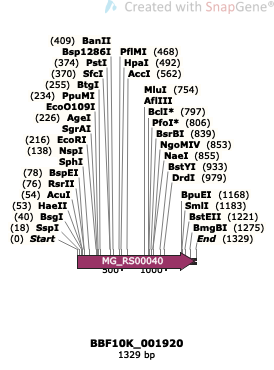 Created with SnapGene®
(409) BanII
Bsp1286I
(374) PstI
(370) SfcI
(255) BtgI
(234) PpuMI
EcoO109I
(226) AgeI
SgrAI
(216) EcoRI
(138) NspI
SphI
(78) BspEI
(76) RsrII
(54) AcuI
(53) HaeII
(40) BsgI
(18) SspI
(0) Start
PflMI (468)
HpaI (492)
AccI (562)
MluI (754)
AflIII
BclI* (797)
PfoI* (806)
BsrBI (839)
NgoMIV (853)
NaeI (855)
BstYI (933)
DrdI (979)
BpuEI (1168)
SmlI (1183)
BstEII (1221)
BmgBI (1275)
End (1329)
MG_RS00040
500
1000
BBF10K_001920
1329 bp